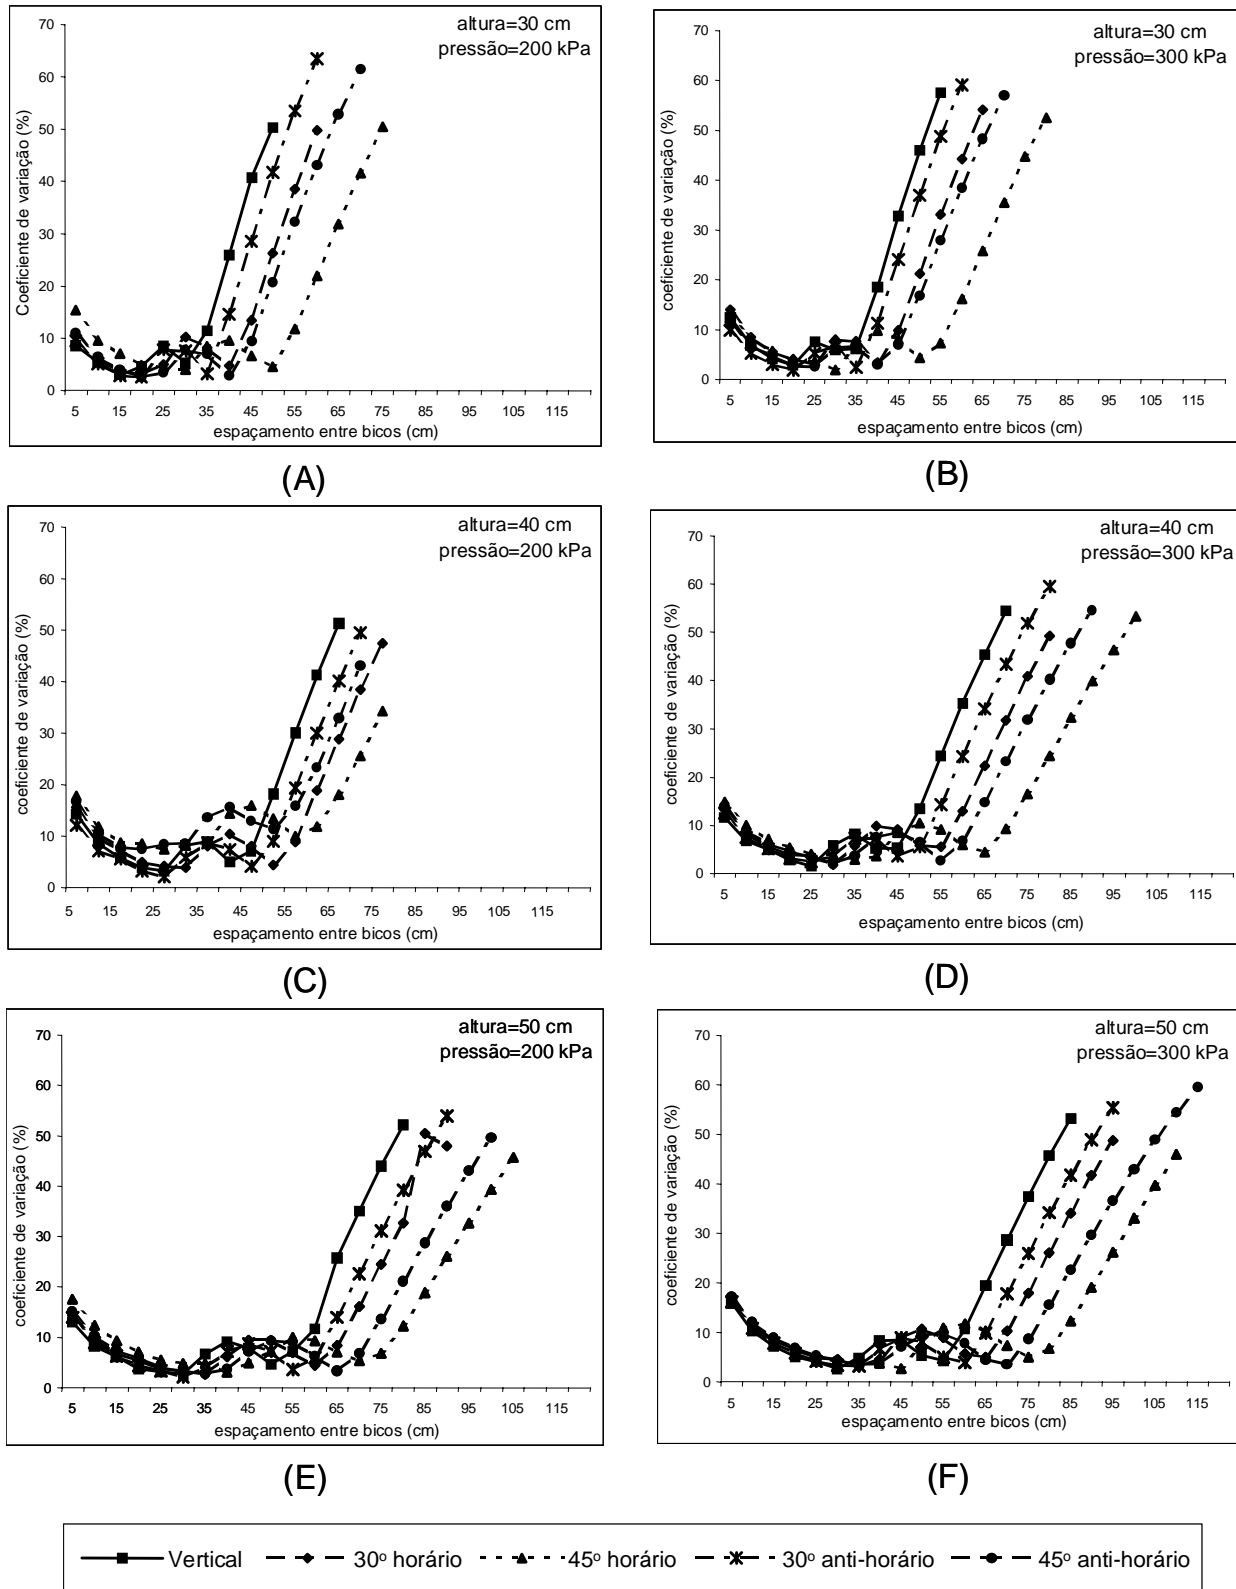 altura=30 cm
pressão=200 kPa
Coeficiente de variação (%)
70
60
50
40
30
20
10
0
5 15 25 35 45 55 65 75 85 95 105 115
espaçamento entre bicos (cm)
(A)
altura=30 cm
pressão=300 kPa
coeficiente de variação (%)
70
60
50
40
30
20
10
0
5 15 25 35 45 55 65 75 85 95 105 115
espaçamento entre bicos (cm)
(B)
altura=40 cm
pressão=200 kPa
coeficiente de variação (%)
70
60
50
40
30
20
10
0
5 15 25 35 45 55 65 75 85 95 105 115
espaçamento entre bicos (cm)
(C)
altura=40 cm
pressão=300 kPa
coeficiente de variação (%)
70
60
50
40
30
20
10
0
5 15 25 35 45 55 65 75 85 95 105 115
espaçamento entre bicos (cm)
(D)
altura=50 cm
pressão=200 kPa
coeficiente de variação (%)
70
60
50
40
30
20
10
0
5 15 25 35 45 55 65 75 85 95 105 115
espaçamento entre bicos (cm)
(E)
altura=50 cm
pressão=300 kPa
coeficiente de variação (%)
70
60
50
40
30
20
10
0
5 15 25 35 45 55 65 75 85 95 105 115
espaçamento entre bicos (cm)
(F)
Vertical 30º horário 45º horário 30º anti-horário 45º anti-horário